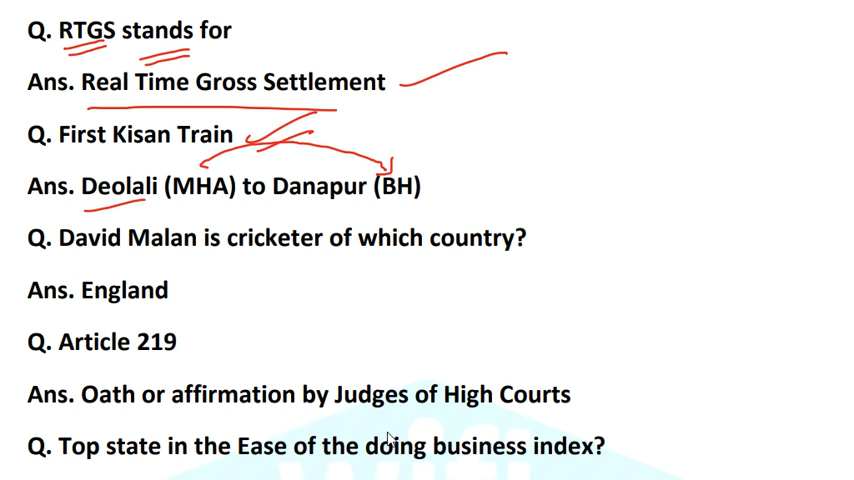 Q. RTGS stands for
Ans. Real Time Gross Settlement
Q. First Kisan Train
Ans. Deolali (MHA) to Danapur (BH)
Q. David Malan is cricketer of which country?
Ans. England
Q. Article 219
Ans. Oath or affirmation by Judges of High Courts
Q. Top state in the Ease of the doing business index?